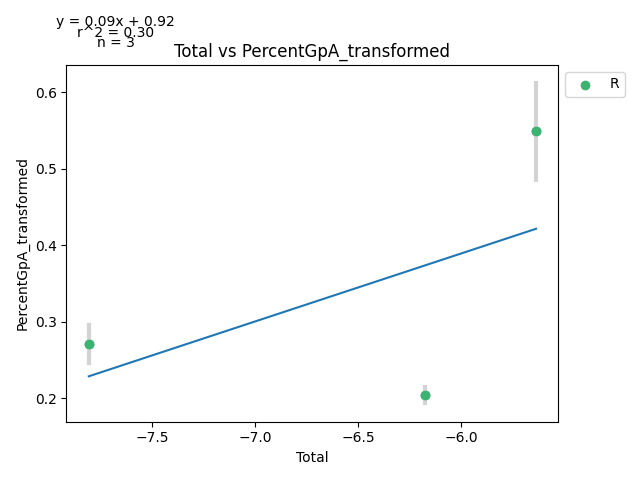 y = 0.09x + 0.92
r^2 = 0.30
n = 3
Total vs PercentGpA_transformed
R
PercentGpA_transformed
0.6
0.5
0.4
0.3
0.2
−7.5
−7.0
−6.5
−6.0
Total